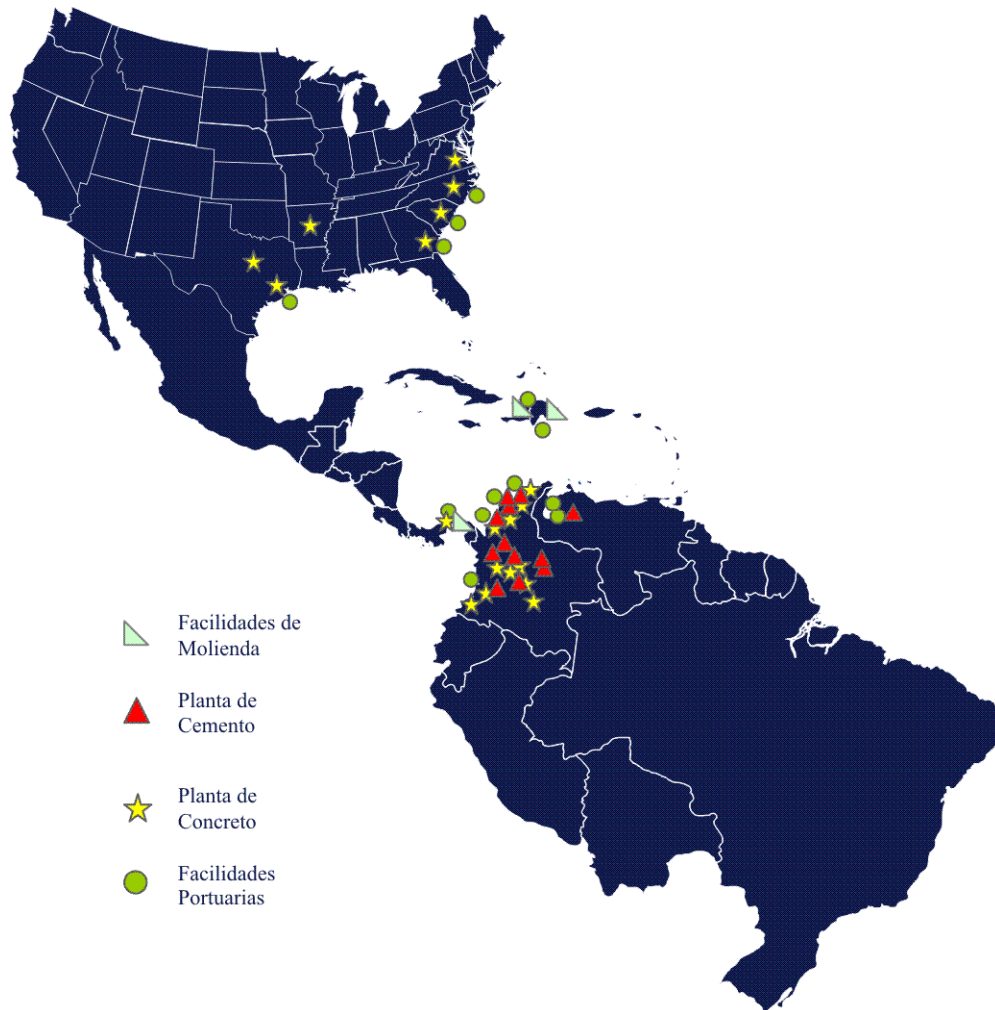 Facilidades de
Molienda
Planta de
Cemento
Planta de
Concreto
Facilidades
Portuarias